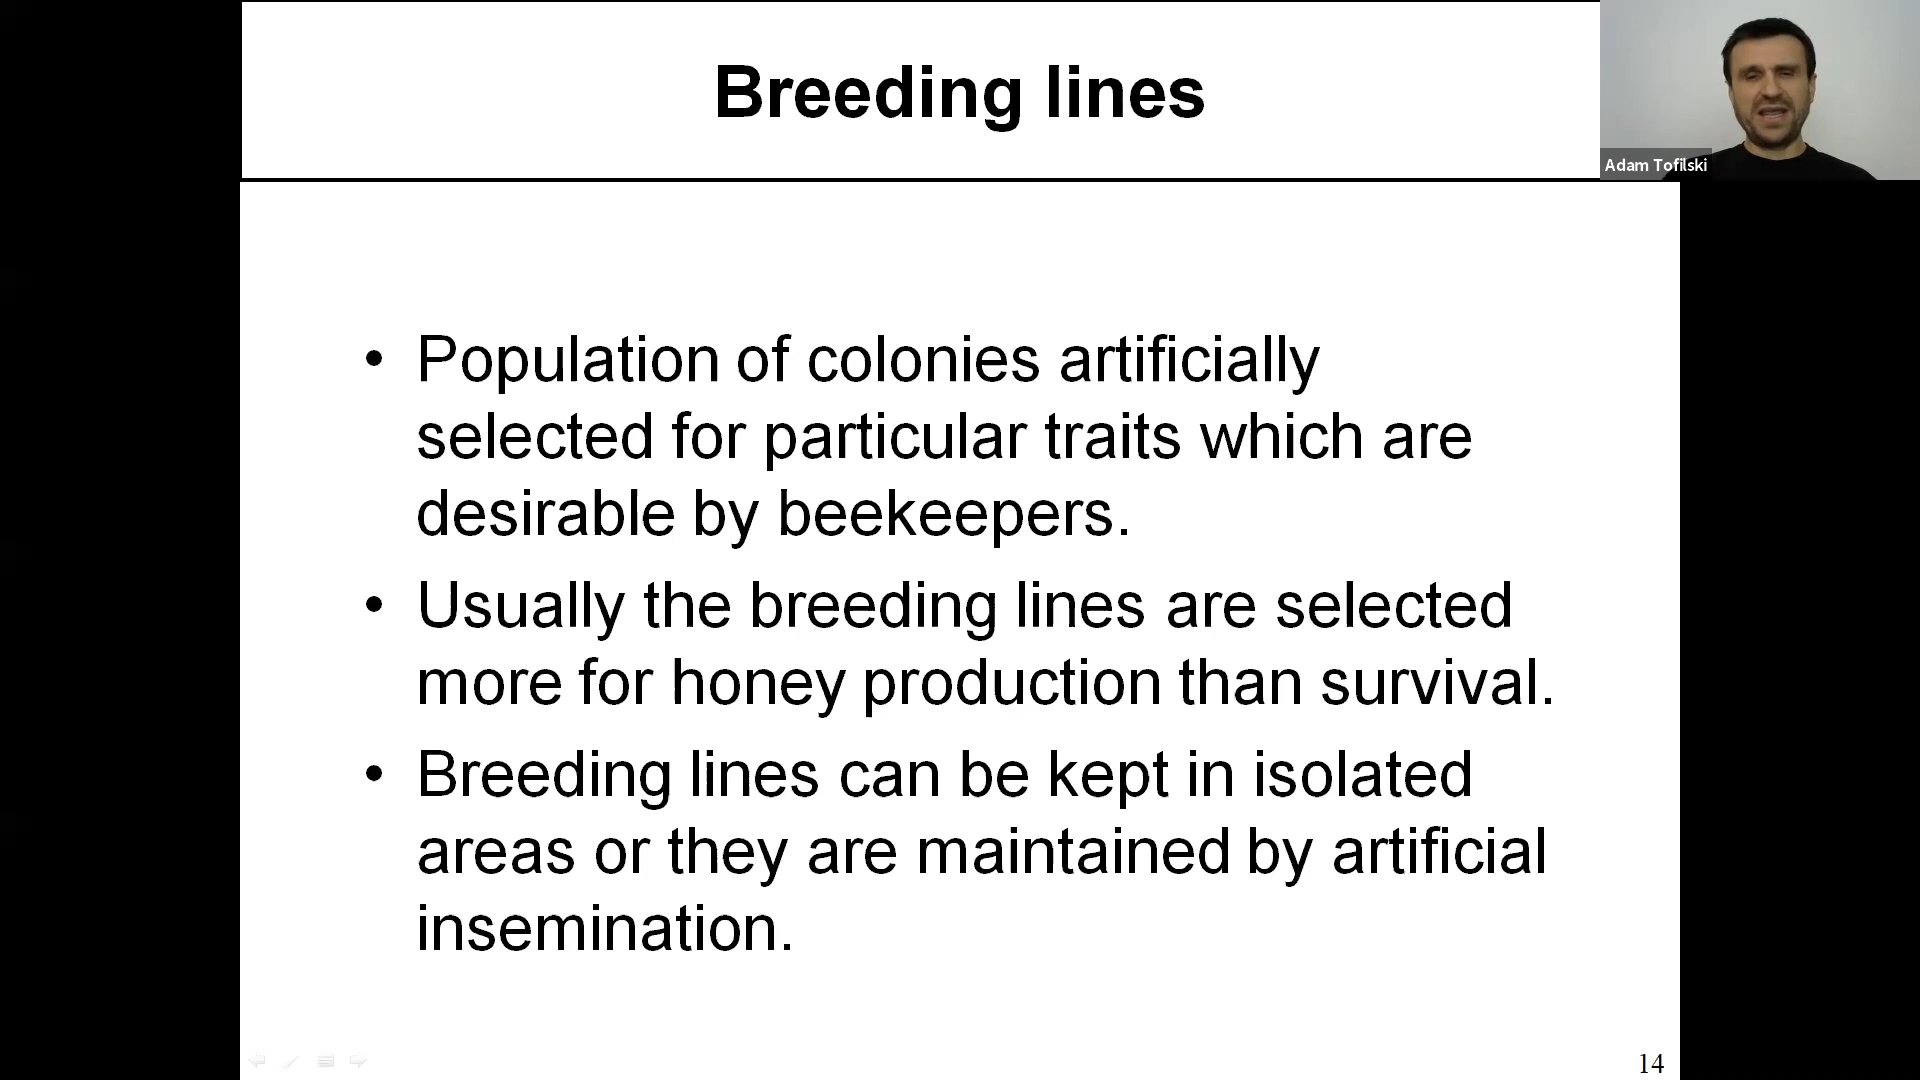 Breeding lines
Adam Tofilski
• Population of colonies artificially
selected for particular traits which are
desirable by beekeepers.
• Usually the breeding lines are selected
more for honey production than survival.
• Breeding lines can be kept in isolated
areas or they are maintained by artificial
insemination.
14